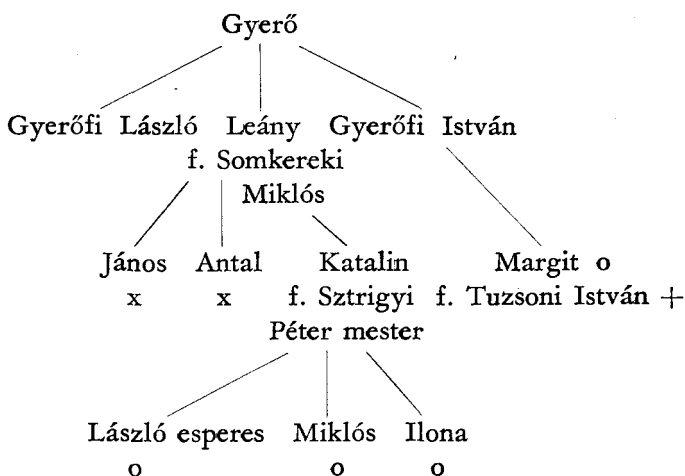 Gyerő
Gyerőfi László Leány Gyerőfi István
f. Somkereki
Miklós
János Antal Katalin Margit o
x x f. Sztrigyi f. Tuzsoni István +
Péter mester
László esperes Miklós Ilona
o o o